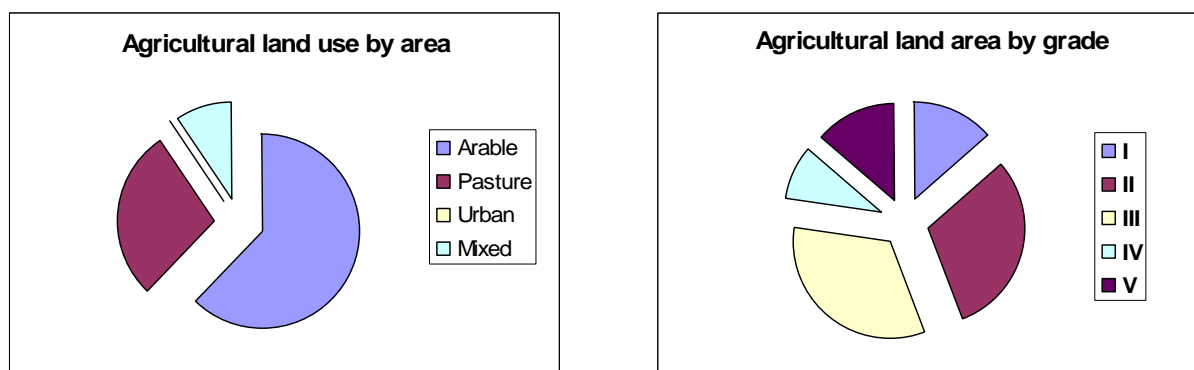 Agricultural land use by area
Arable
Pasture
Urban
Mixed
Agricultural land area by grade
I
II
III
IV
V